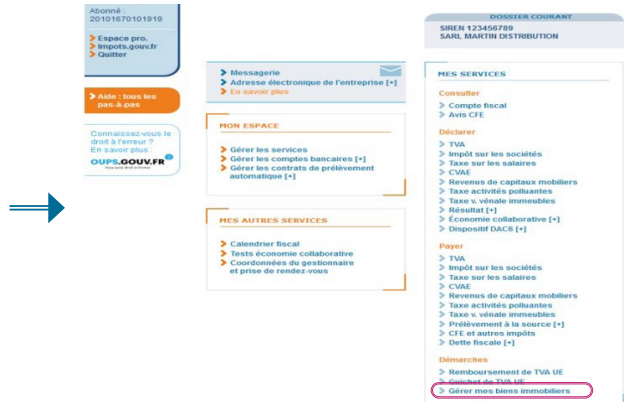 Abonné :
20101670101919
Espace pro.
Impots.gouv.fr
Quitter
Aide : tous les
pas-à-pas
Connaissez-vous le
droit à l'erreur ?
En savoir plus :
OUPS.GOUV.FR
Messagerie
Adresse électronique de l'entreprise [+]
En savoir plus
MON ESPACE
Gérer les services
Gérer les comptes bancaires [+]
Gérer les contrats de prélèvement
automatique [+]
MES AUTRES SERVICES
Calendrier fiscal
Tests économie collaborative
Coordonnées du gestionnaire
et prise de rendez-vous
DOSSIER COURANT
SIREN 123456789
SARL MARTIN DISTRIBUTION
MES SERVICES
Consulter
Compte fiscal
Avis CFE
Déclarer
TVA
Impôt sur les sociétés
Taxe sur les salaires
CVAE
Revenus de capitaux mobiliers
Taxe activités polluantes
Taxe v. vénale immeubles
Résultat [+]
Économie collaborative [+]
Dispositif DAC6 [+]
Payer
TVA
Impôt sur les sociétés
Taxe sur les salaires
CVAE
Revenus de capitaux mobiliers
Taxe activités polluantes
Taxe v. vénale immeubles
Prélèvement à la source [+]
CFE et autres impôts
Dette fiscale [+]
Démarches
Remboursement de TVA UE
Guichet de TVA UE
Gérer mes biens immobiliers